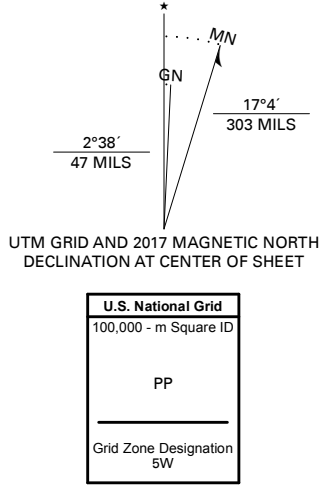 ★
MN
GN
17°4´
303 MILS
2°38´
47 MILS
UTM GRID AND 2017 MAGNETIC NORTH
DECLINATION AT CENTER OF SHEET
U.S. National Grid
100,000 - m Square ID
PP
Grid Zone Designation
5W